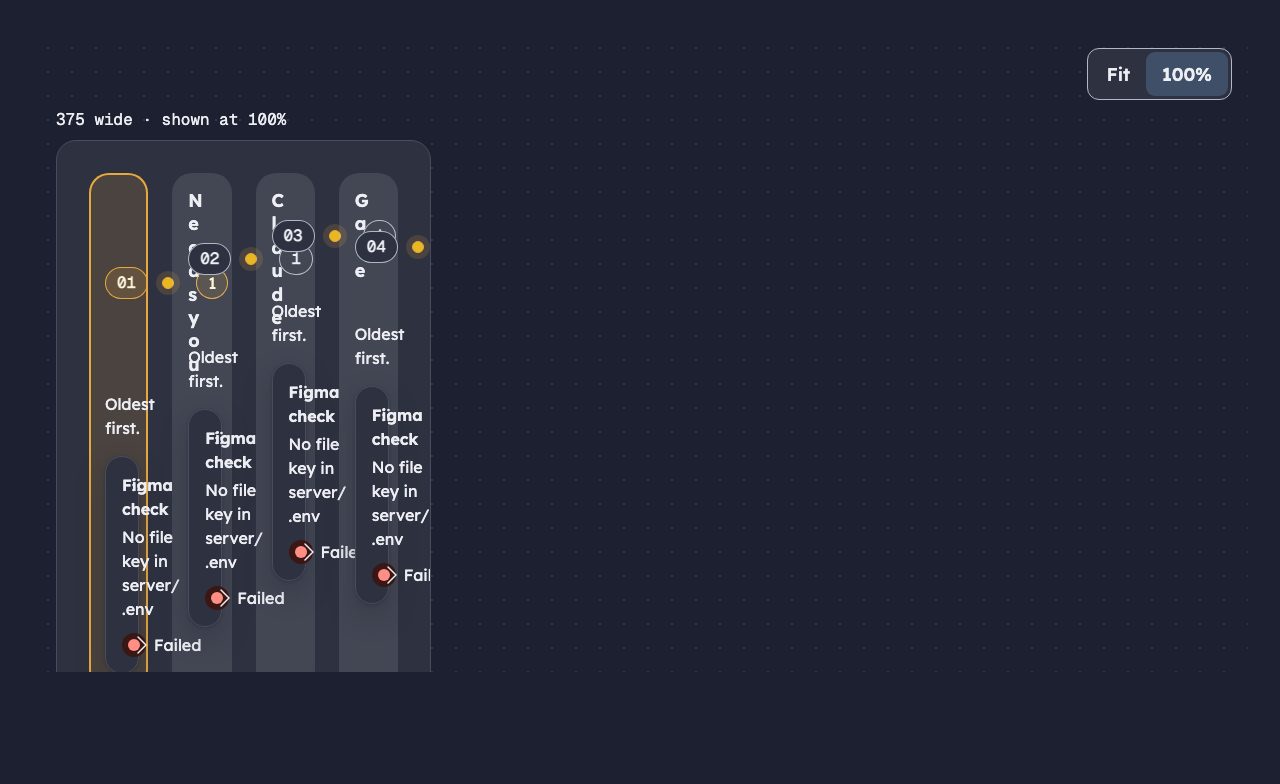 Fit 100%
375 wide · shown at 100%
01
1
Oldest
first.
Figma
check
No file
key in
server/
.env
Failed
02
1
Oldest
first.
Figma
check
No file
key in
server/
.env
Failed
03
Oldest
first.
Figma
check
No file
key in
server/
.env
04
Oldest
first.
Figma
check
No file
key in
server/
.env